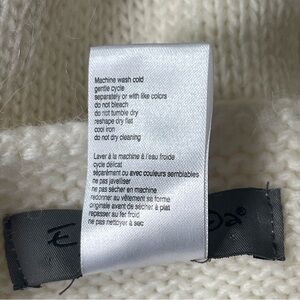 Machine wash cold
gentle cycle
separately or with like colors
do not bleach
do not tumble dry
reshape dry flat
cool iron
do not dry cleaning
Laver à la machine à l'eau froide
cycle délicat
séparément ou avec couleurs semblables
ne pas javelliser
ne pas sécher en machine
redonner au vêtement sa forme
originale avant de sécher à plat
repasser au fer froid
ne pas nettoyer à sec